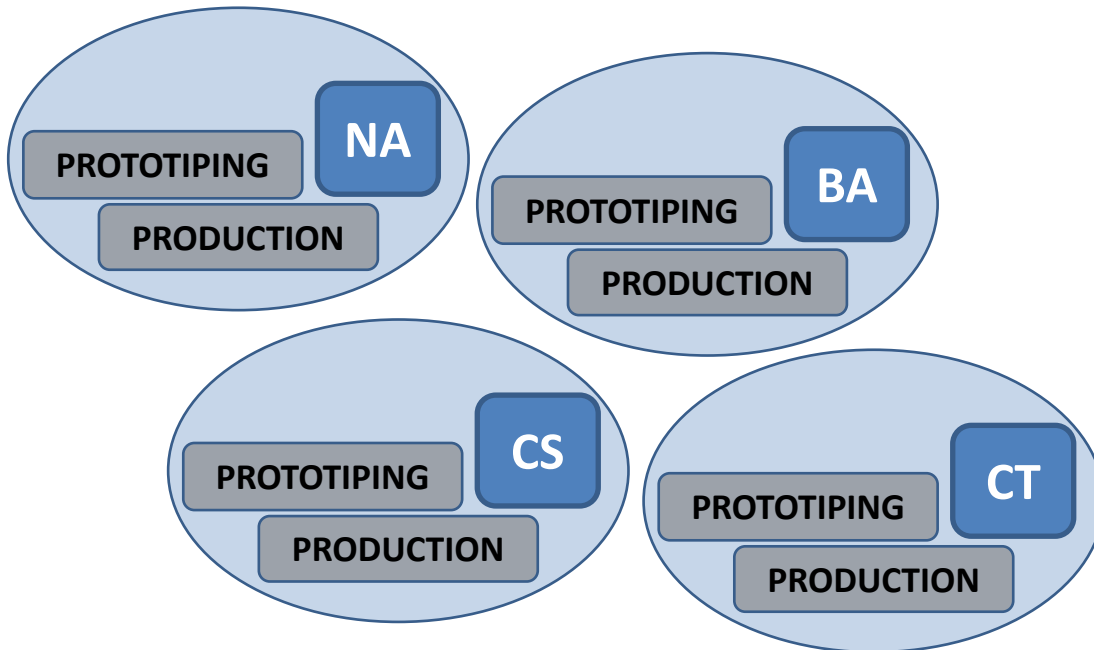 NA
PROTOTIPING
PRODUCTION
BA
PROTOTIPING
PRODUCTION
CS
PROTOTIPING
PRODUCTION
CT
PROTOTIPING
PRODUCTION